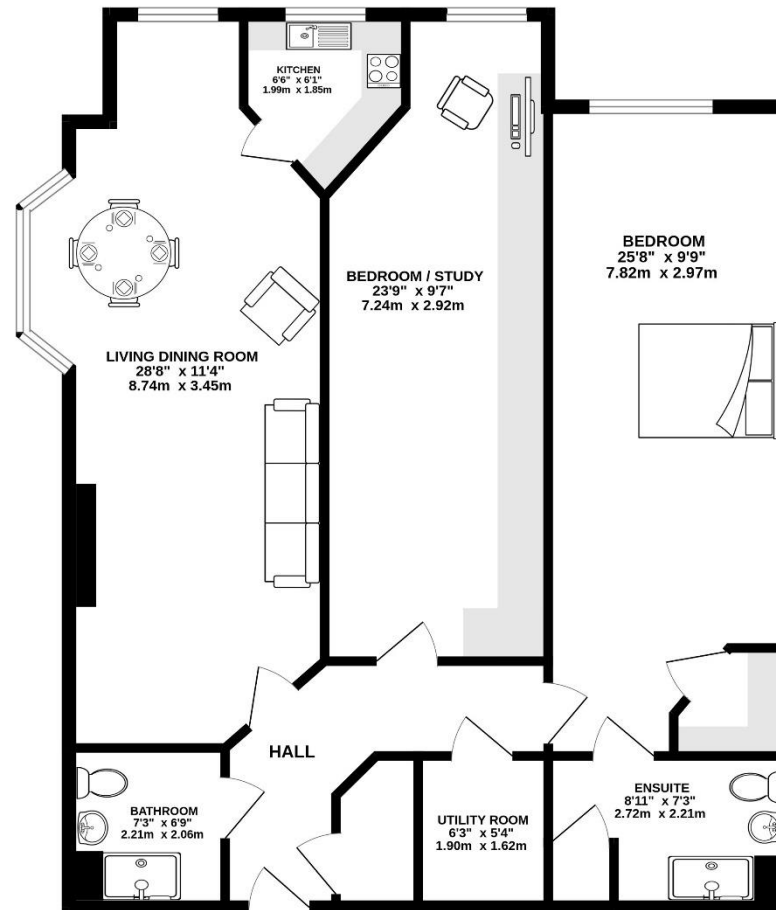 KITCHEN
6'6" x 6'1"
1.99m x 1.85m
BEDROOM
25'8" x 9'9"
7.82m x 2.97m
BEDROOM / STUDY
23'9" x 9'7"
7.24m x 2.92m
LIVING DINING ROOM
28'8" x 11'4"
8.74m x 3.45m
HALL
BATHROOM
7'3" x 6'9"
2.21m x 2.06m
UTILITY ROOM
6'3" x 5'4"
1.90m x 1.62m
ENSUITE
8'11" x 7'3"
2.72m x 2.21m